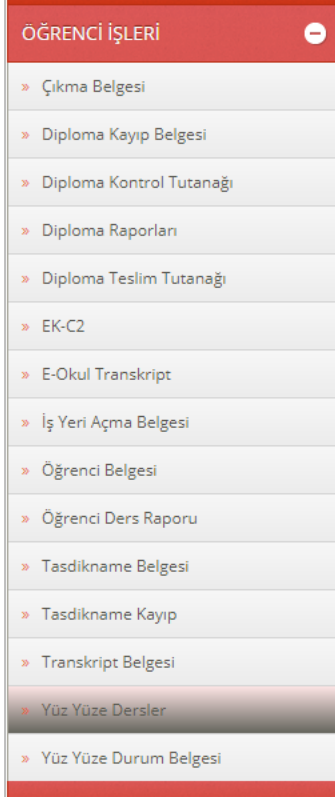 ÖĞRENCİ İŞLERİ
» Çıkma Belgesi
» Diploma Kayıp Belgesi
» Diploma Kontrol Tutanağı
» Diploma Raporları
» Diploma Teslim Tutanağı
» EK-C2
» E-Okul Transkript
» İş Yeri Açma Belgesi
» Öğrenci Belgesi
» Öğrenci Ders Raporu
» Tasdikname Belgesi
» Tasdikname Kayıp
» Transkript Belgesi
» Yüz Yüze Dersler
» Yüz Yüze Durum Belgesi